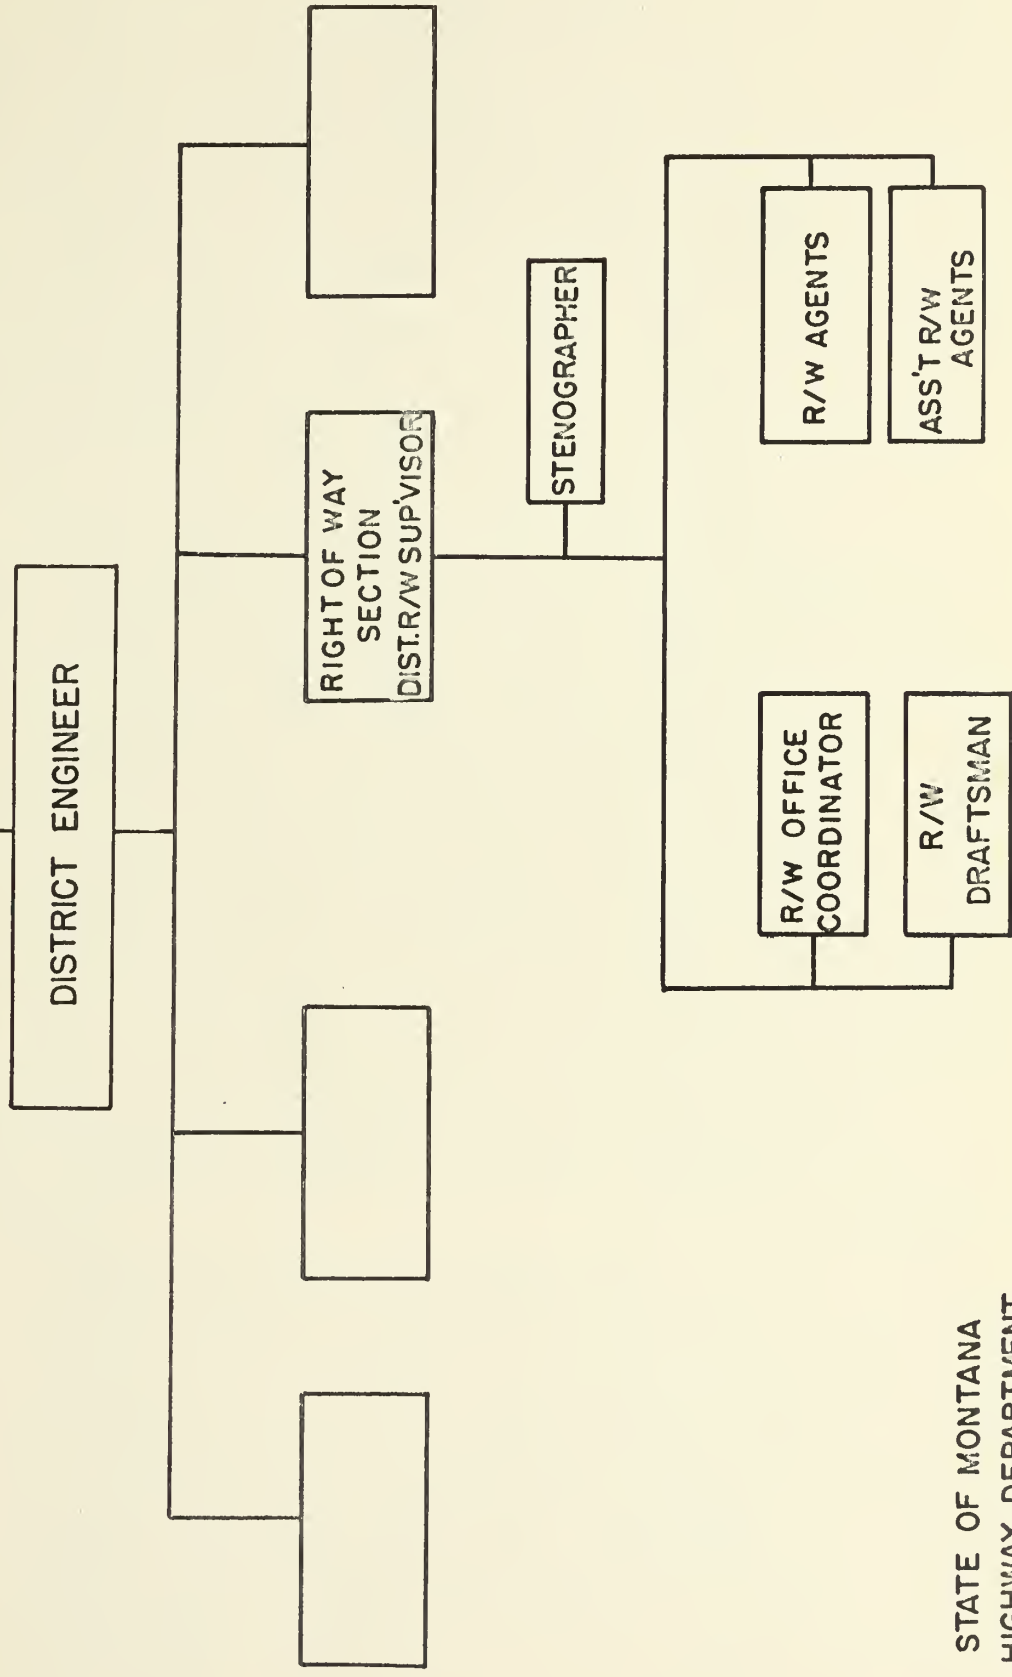 DISTRICT ENGINEER
RIGHT OF WAY
SECTION
DIST. R/W SUP'VISOR
STENOGRAPHER
R/W OFFICE
COORDINATOR
R/W
DRAFTSMAN
R/W AGENTS
ASS'T R/W
AGENTS
STATE OF MONTANA
HIGHWAY DEPARTMENT